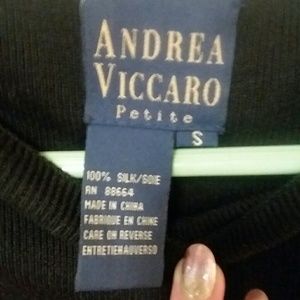 ANDREA
VICCARO
Petite
S
100% SILK/SOIE
RN 88664
MADE IN CHINA
FABRIQUE EN CHINE
CARE ON REVERSE
ENTRETIENAUVERSO